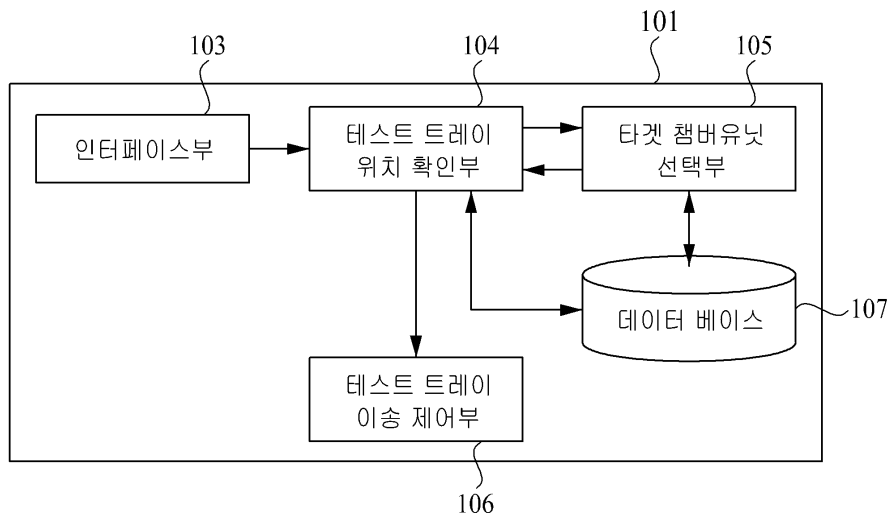 101
103
104
105
인터페이스부
테스트 트레이
위치 확인부
타겟 챔버유닛
선택부
데이터 베이스
107
테스트 트레이
이송 제어부
106